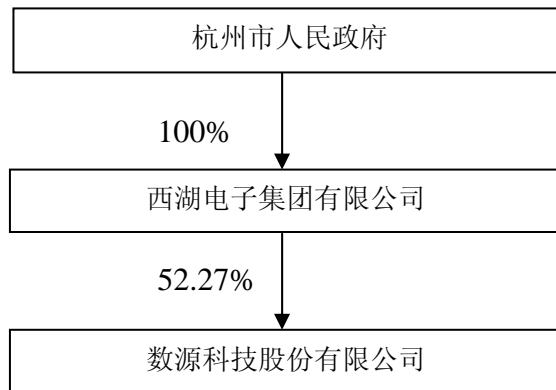 杭州市人民政府
100%
西湖电子集团有限公司
52.27%
数源科技股份有限公司